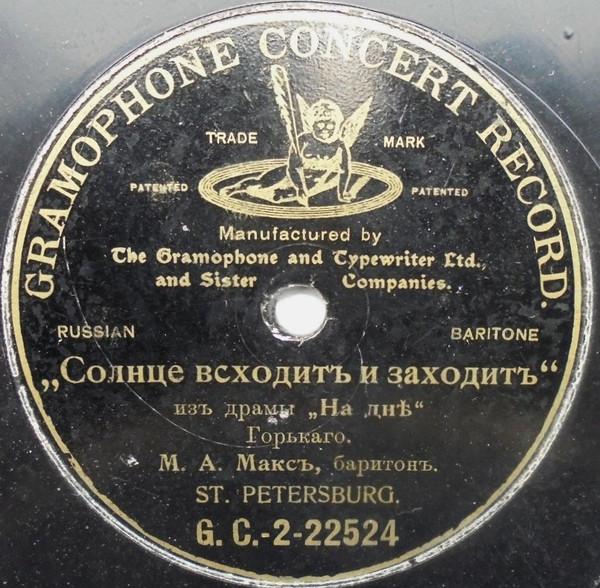 GRAMOPHONE CONCERT RECORD.
TRADE MARK
PATENTED PATENTED
Manufactured by
The Gramophone and Typewriter Ltd.,
and Sister Companies.
RUSSIAN BARITONE
„Солнце всходитъ и заходитъ“
изъ драмы „На днѣ“
Горькаго.
М. А. Максъ, баритонъ.
ST. PETERSBURG.
G. C.-2-22524